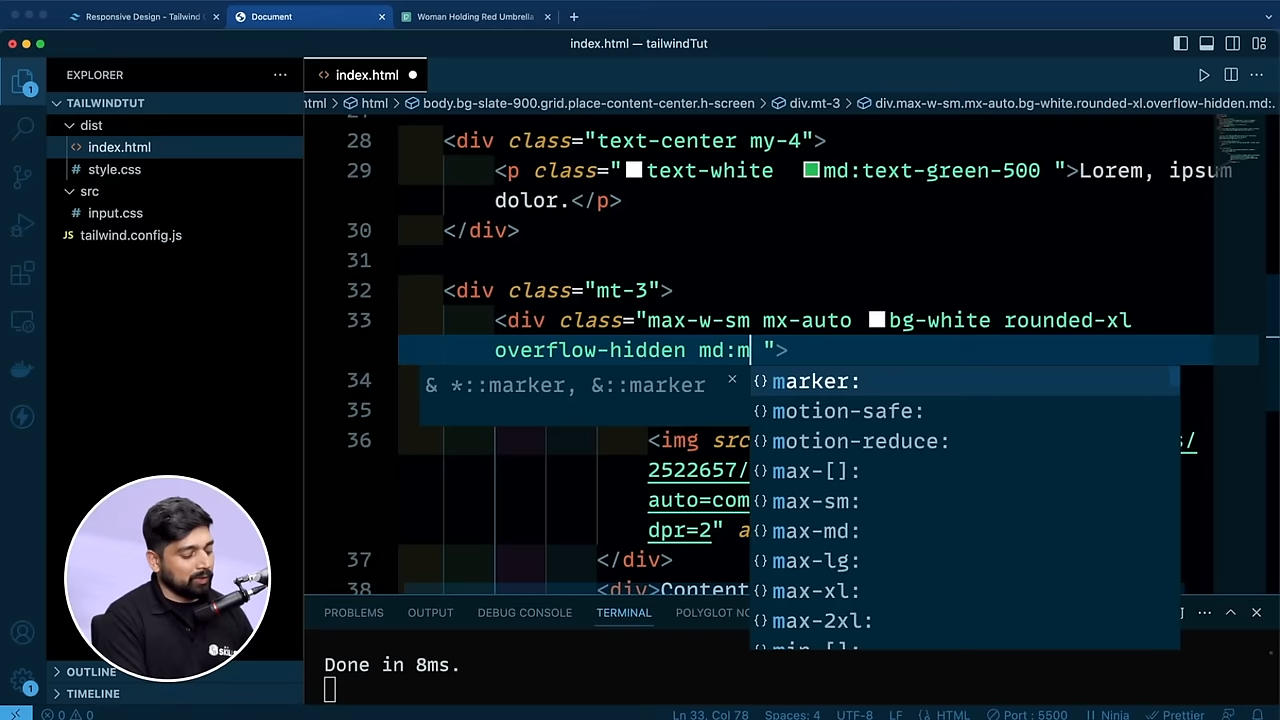 Responsive Design - Tailwind
Document
Woman Holding Red Umbrella
index.html — tailwindTut
EXPLORER
index.html
TAILWINDTUT
html > html > body.bg-slate-900.grid.place-content-center.h-screen > div.mt-3 > div.max-w-sm.mx-auto.bg-white.rounded-xl.overflow-hidden.md:.
dist
index.html
style.css
src
input.css
JS tailwind.config.js
28 <div class="text-center my-4">
29 <p class="text-white md:text-green-500 ">Lorem, ipsum
dolor.</p>
30 </div>
31
32 <div class="mt-3">
33 <div class="max-w-sm mx-auto bg-white rounded-xl
overflow-hidden md:m ">
34
& *::marker, &::marker
marker:
motion-safe:
35
motion-reduce:
36 <img src
2522657/
max-[]:
auto=com
max-sm:
dpr=2" a
max-md:
37 </div>
max-lg:
38 <div>Content
max-xl:
max-2xl:
min-[]:
PROBLEMS OUTPUT DEBUG CONSOLE TERMINAL POLYGLOT NO
Done in 8ms.
OUTLINE
TIMELINE
0 0 Ln 33, Col 78 Spaces: 4 UTF-8 LF HTML Port : 5500 Ninja Prettier